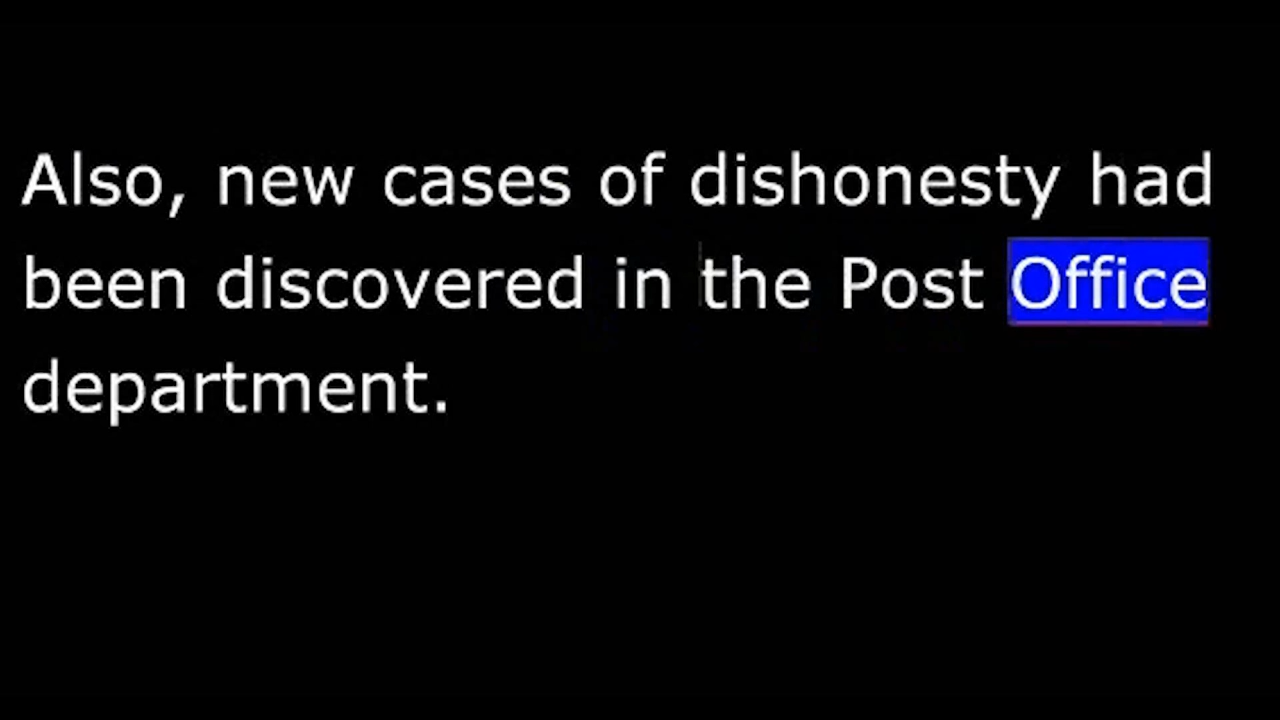 Also, new cases of dishonesty had
been discovered in the Post Office
department.